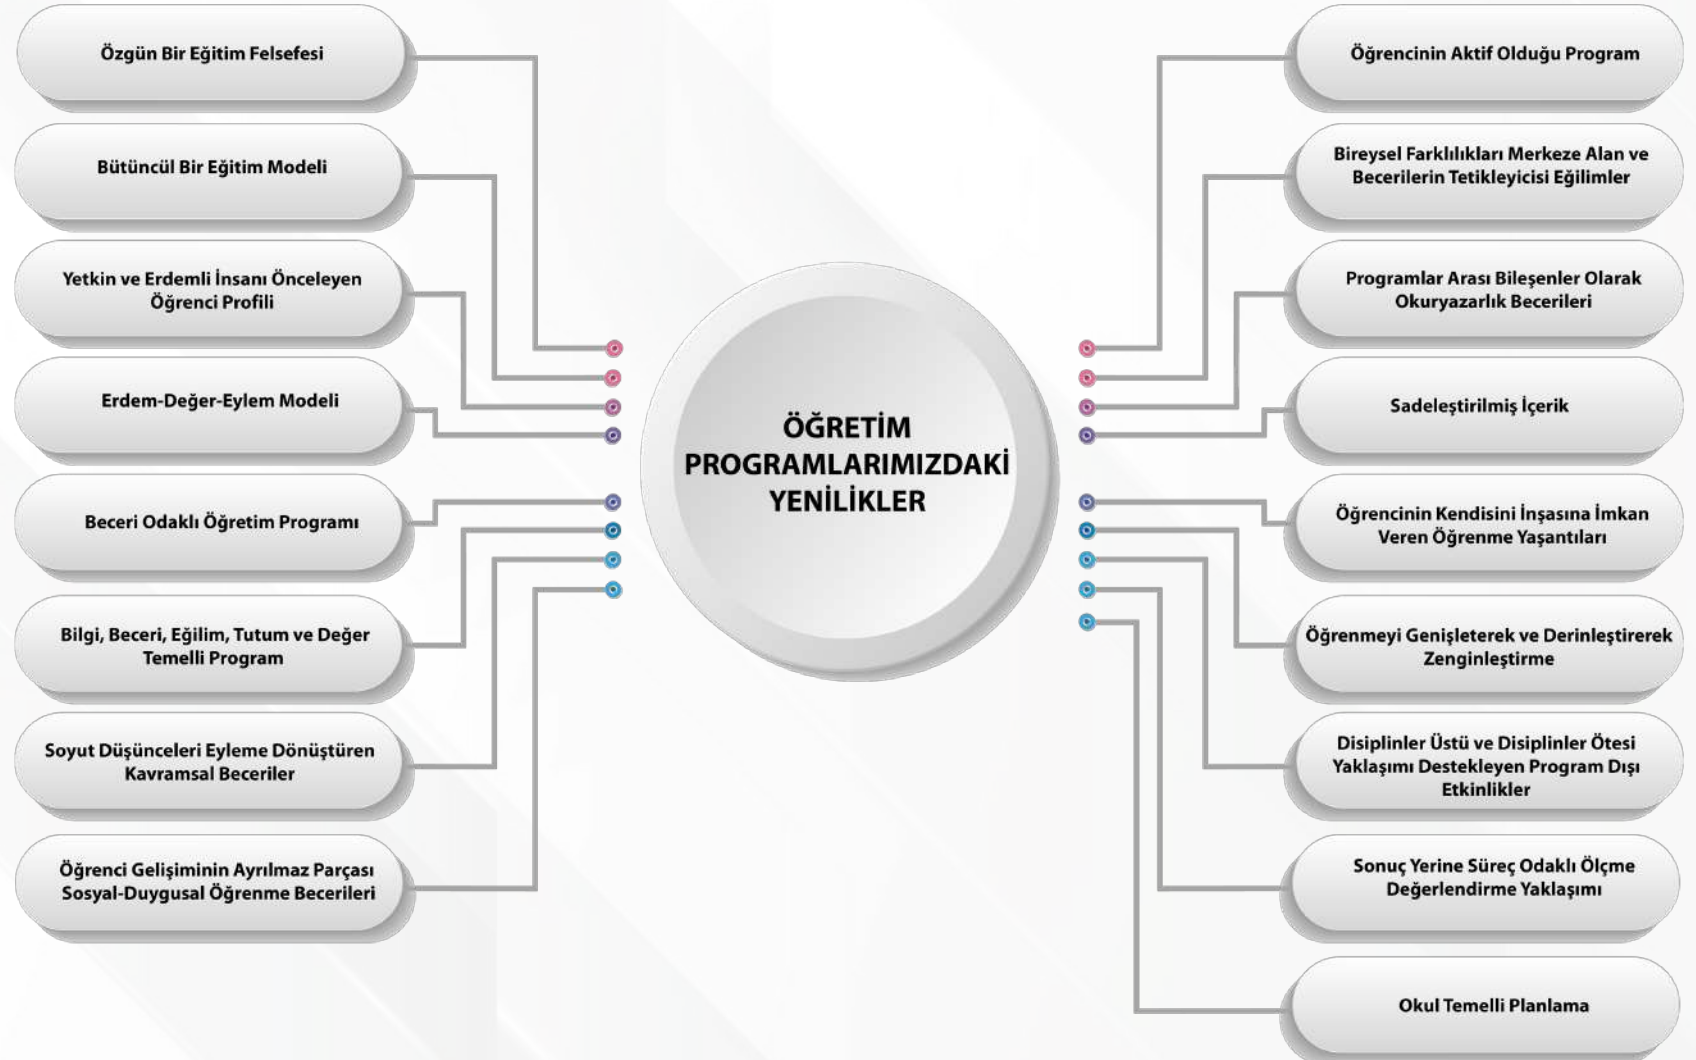 Özgün Bir Eğitim Felsefesi
Bütüncül Bir Eğitim Modeli
Yetkin ve Erdemli İnsanı Önceleyen
Öğrenci Profili
Erdem-Değer-Eylem Modeli
Beceri Odaklı Öğretim Programı
Bilgi, Beceri, Eğilim, Tutum ve Değer
Temelli Program
Soyut Düşünceleri Eyleme Dönüştüren
Kavramsal Beceriler
Öğrenci Gelişiminin Ayrılmaz Parçası
Sosyal-Duygusal Öğrenme Becerileri
ÖĞRETİM
PROGRAMLARIMIZDAKİ
YENİLİKLER
Öğrencinin Aktif Olduğu Program
Bireysel Farklılıkları Merkeze Alan ve
Becerilerin Tetikleyicisi Eğilimler
Programlar Arası Bileşenler Olarak
Okuryazarlık Becerileri
Sadeleştirilmiş İçerik
Öğrencinin Kendisini İnşasına İmkan
Veren Öğrenme Yaşantıları
Öğrenmeyi Genişleterek ve Derinleştirerek
Zenginleştirme
Disiplinler Üstü ve Disiplinler Ötesi
Yaklaşımı Destekleyen Program Dışı
Etkinlikler
Sonuç Yerine Süreç Odaklı Ölçme
Değerlendirme Yaklaşımı
Okul Temelli Planlama